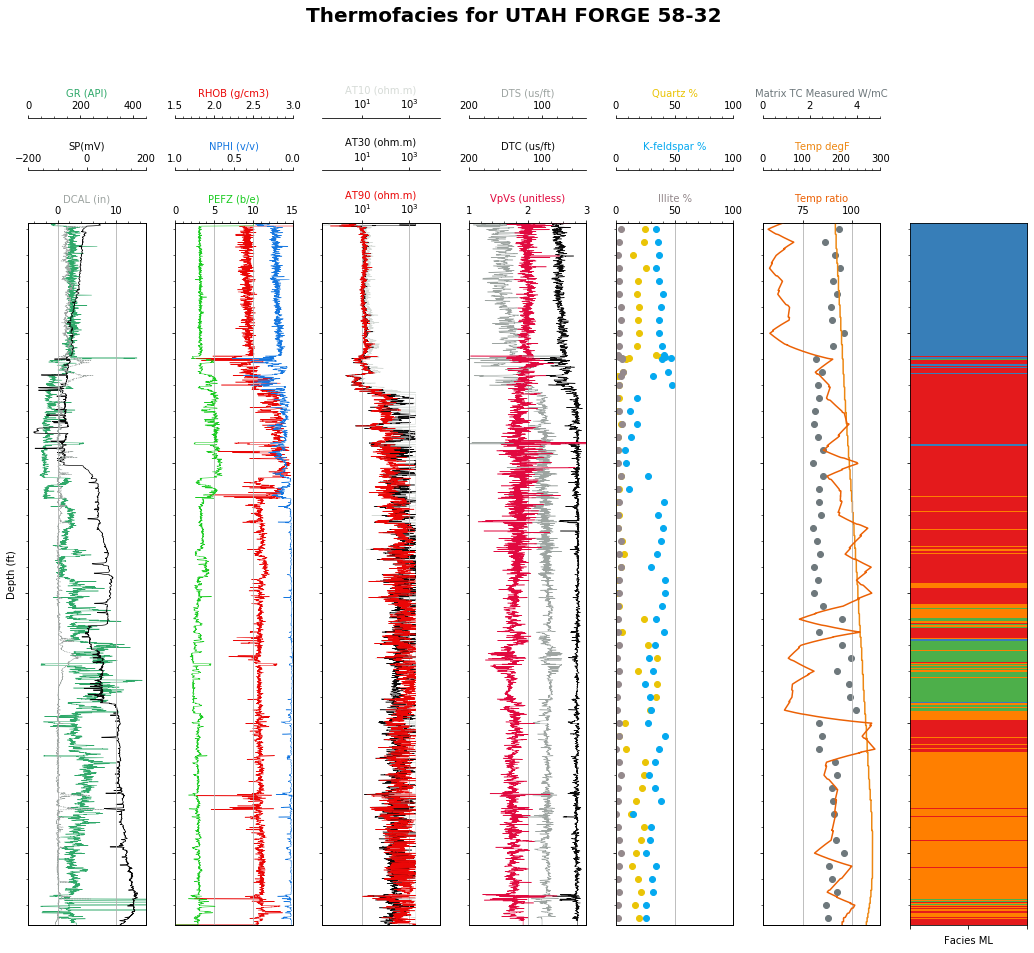 Thermofacies for UTAH FORGE 58-32
AT10 (ohm.m)
GR (API) RHOB (g/cm3) DTS (us/ft) Quartz % Matrix TC Measured W/mC
0 200 400 1.5 2.0 2.5 3.0 10¹ 10³ 200 100 0 50 100 0 2 4
SP(mV) NPHI (v/v) AT30 (ohm.m) DTC (us/ft) K-feldspar % Temp degF
−200 0 200 1.0 0.5 0.0 10¹ 10³ 200 100 0 50 100 0 100 200 300
DCAL (in) PEFZ (b/e) AT90 (ohm.m) VpVs (unitless) Illite % Temp ratio
0 10 0 5 10 15 10¹ 10³ 1 2 3 0 50 100 75 100
Depth (ft)
Facies ML